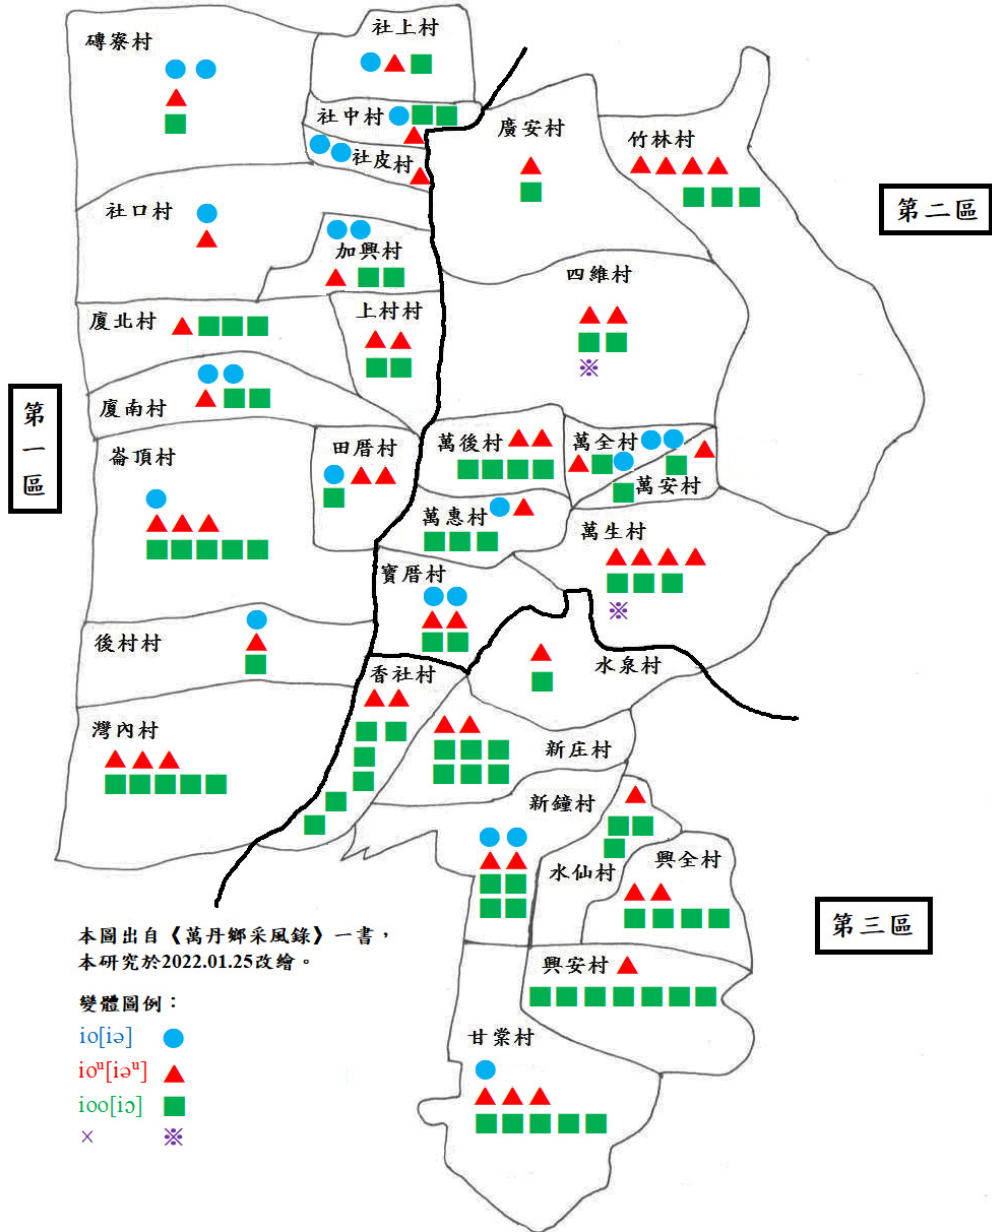 社上村
磚寮村
社中村
廣安村
竹林村
社皮村
第二區
社口村
加興村
四維村
上村村
廈北村
第一區
廈南村
萬後村
萬全村
田厝村
崙頂村
萬安村
萬惠村
萬生村
寶厝村
後村村
水泉村
香社村
灣內村
新庄村
新鐘村
興全村
水仙村
第三區
本圖出自《萬丹鄉采風錄》一書，
本研究於2022.01.25改繪。
興安村
變體圖例：
io[iə]
甘棠村
ioⁿ[iəⁿ]
ioo[iɔ]
× ※